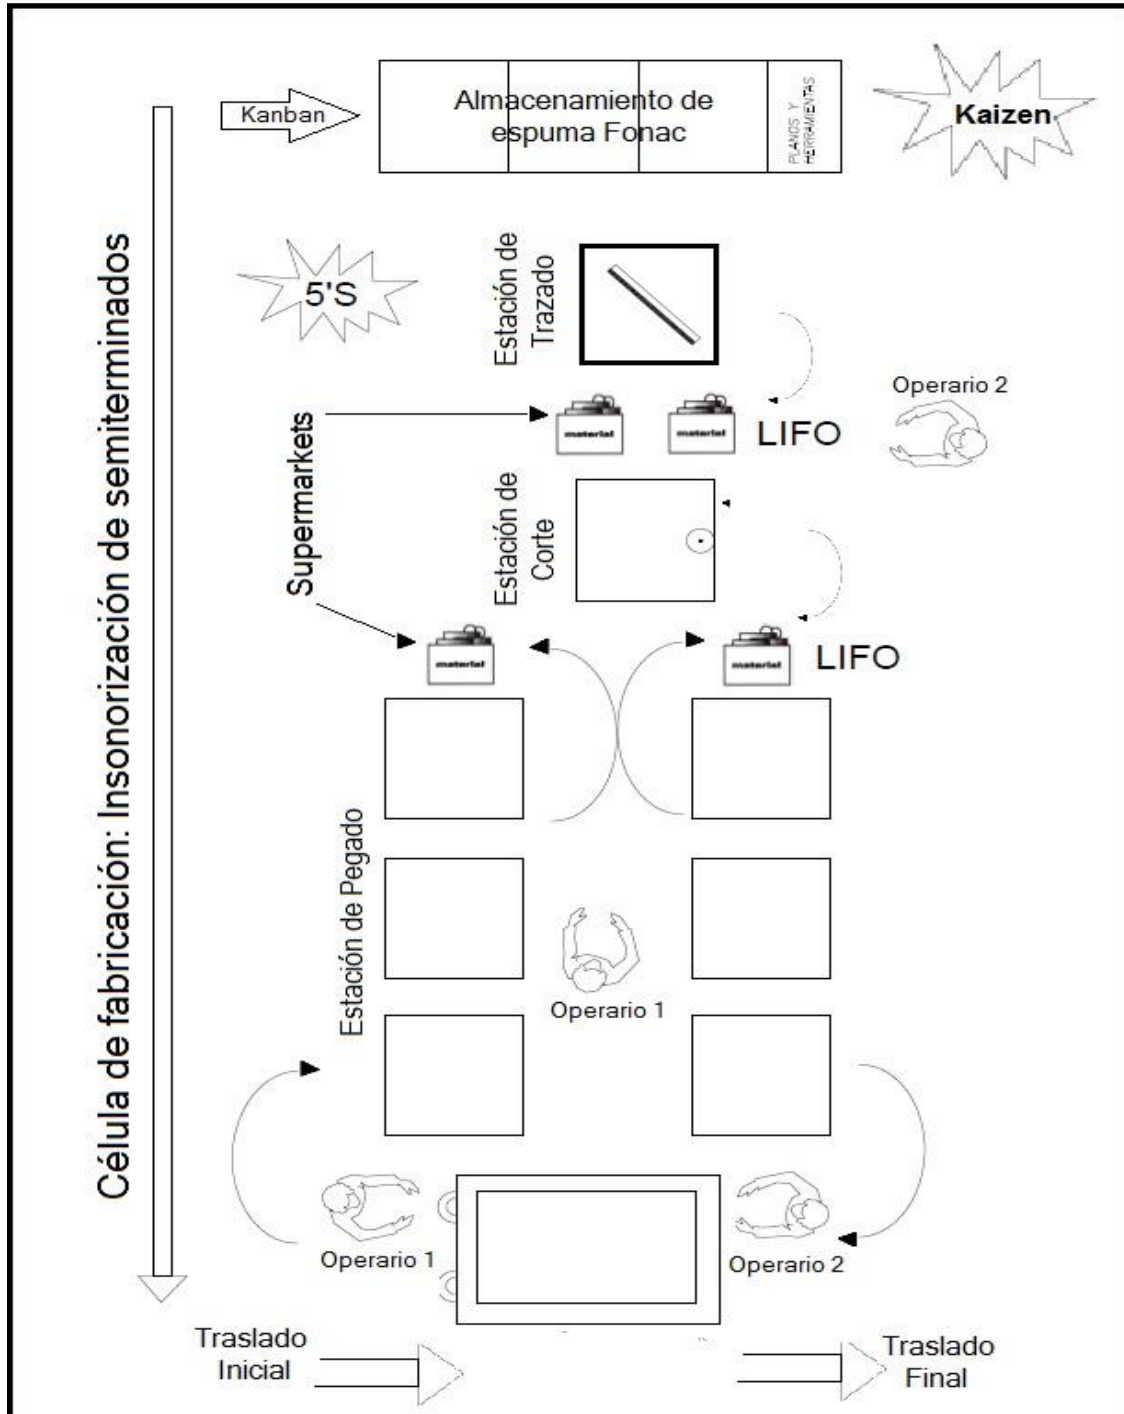 Kanban
Almacenamiento de
espuma Fonac
PLANOS Y
HERRAMIENTAS
Kaizen
Célula de fabricación: Insonorización de semiterminados
5'S
Estación de
Trazado
Operario 2
material
material
LIFO
Supermarkets
Estación de
Corte
material
material
LIFO
Estación de Pegado
Operario 1
Operario 1
Operario 2
Traslado
Inicial
Traslado
Final